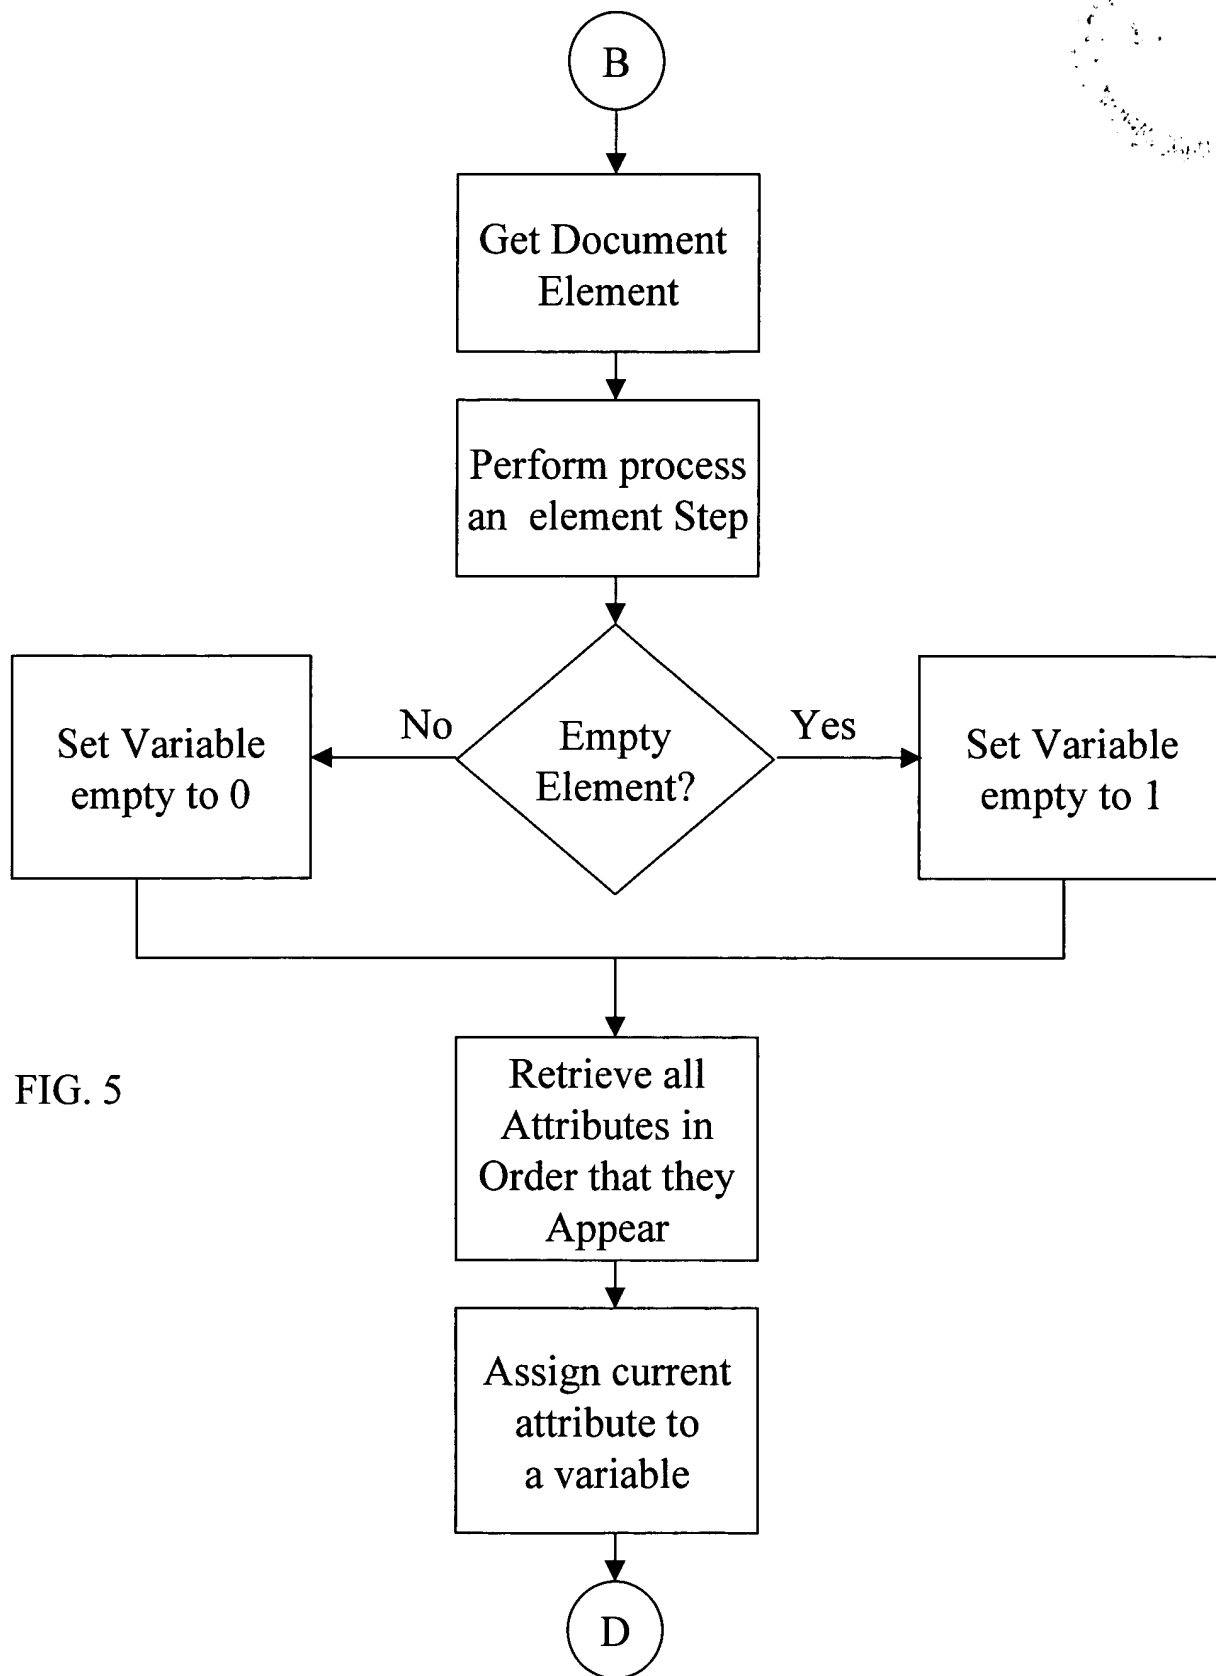 B
Get Document
Element
Perform process
an element Step
No
Empty
Element?
Yes
Set Variable
empty to 0
Set Variable
empty to 1
FIG. 5
Retrieve all
Attributes in
Order that they
Appear
Assign current
attribute to
a variable
D